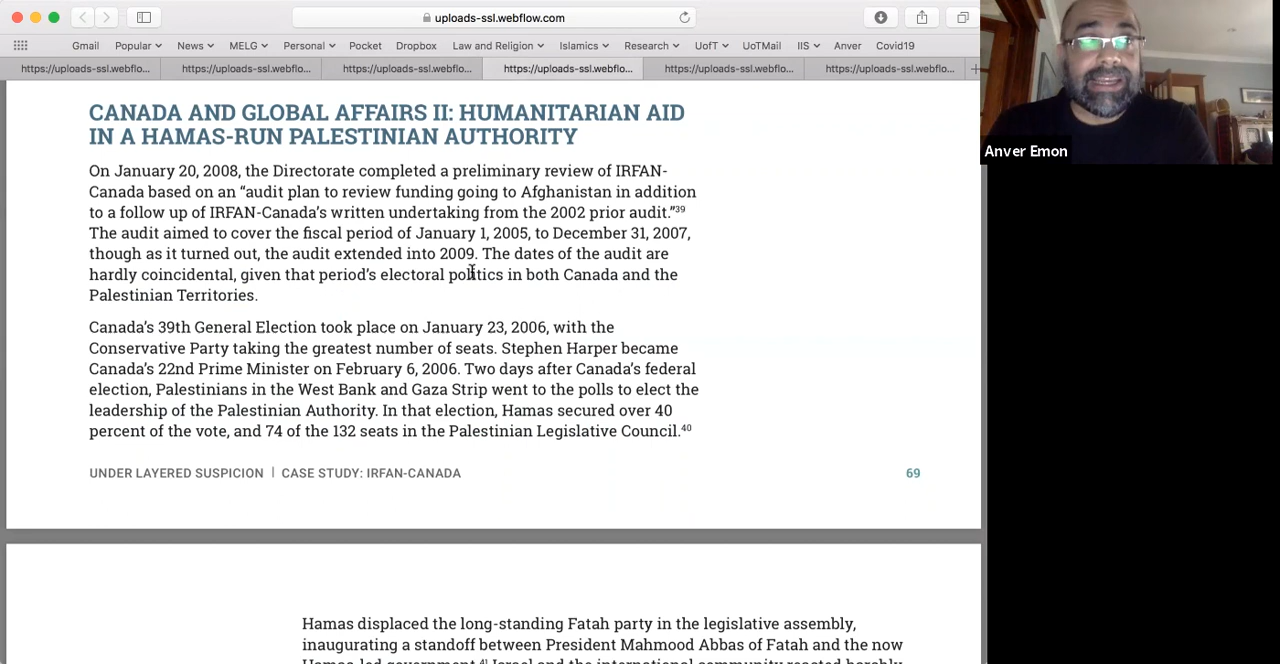 uploads-ssl.webflow.com
Gmail Popular News MELG Personal Pocket Dropbox Law and Religion Islamics Research UofT UoTMail IIS Anver Covid19
https://uploads-ssl.webflo... https://uploads-ssl.webflo... https://uploads-ssl.webflo... https://uploads-ssl.webflo... https://uploads-ssl.webflo... https://uploads-ssl.webflo...
CANADA AND GLOBAL AFFAIRS II: HUMANITARIAN AID
IN A HAMAS-RUN PALESTINIAN AUTHORITY
On January 20, 2008, the Directorate completed a preliminary review of IRFAN-
Canada based on an “audit plan to review funding going to Afghanistan in addition
to a follow up of IRFAN-Canada’s written undertaking from the 2002 prior audit.”39
The audit aimed to cover the fiscal period of January 1, 2005, to December 31, 2007,
though as it turned out, the audit extended into 2009. The dates of the audit are
hardly coincidental, given that period’s electoral politics in both Canada and the
Palestinian Territories.
Canada’s 39th General Election took place on January 23, 2006, with the
Conservative Party taking the greatest number of seats. Stephen Harper became
Canada’s 22nd Prime Minister on February 6, 2006. Two days after Canada’s federal
election, Palestinians in the West Bank and Gaza Strip went to the polls to elect the
leadership of the Palestinian Authority. In that election, Hamas secured over 40
percent of the vote, and 74 of the 132 seats in the Palestinian Legislative Council.40
UNDER LAYERED SUSPICION | CASE STUDY: IRFAN-CANADA 69
Hamas displaced the long-standing Fatah party in the legislative assembly,
inaugurating a standoff between President Mahmood Abbas of Fatah and the now
Hamas-led government.41 Israel and the international community reacted harshly
Anver Emon